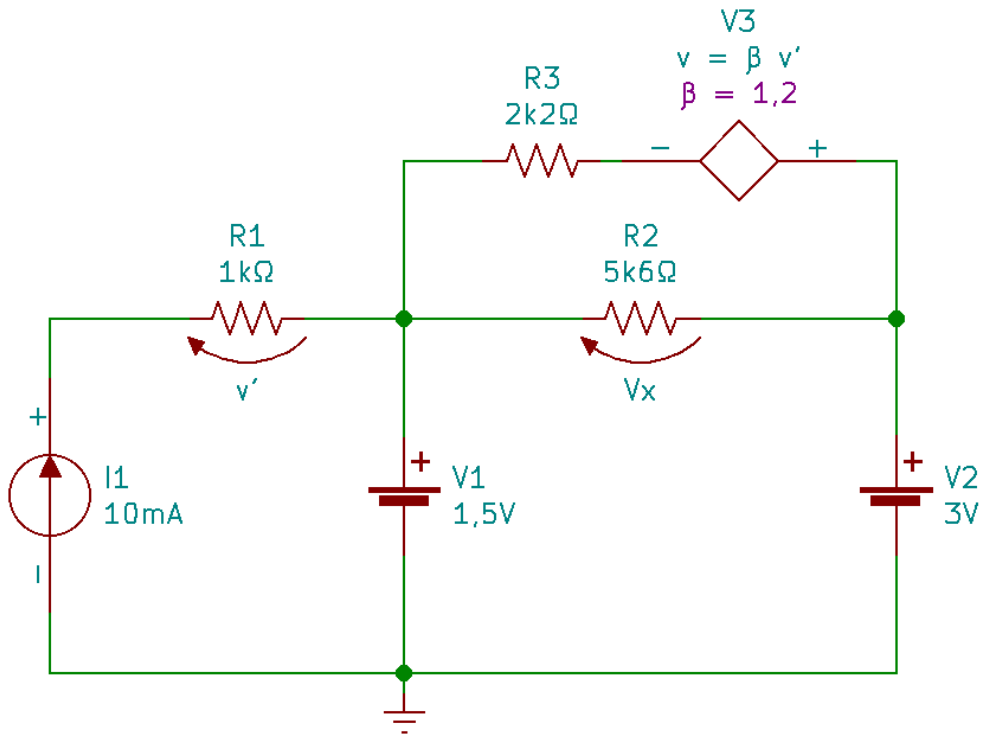 V3
v = β v′
β = 1,2
R3
2k2Ω
− +
R1
1kΩ
R2
5k6Ω
v′
Vx
+
I1
10mA
−
+
V1
1,5V
+
V2
3V